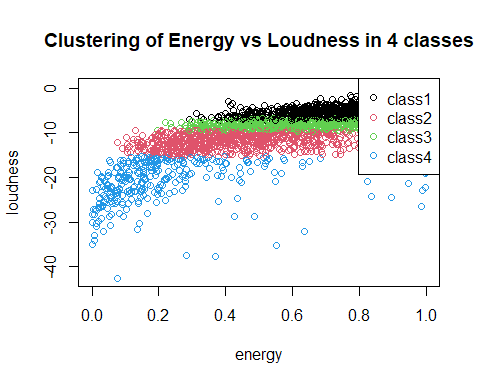 Clustering of Energy vs Loudness in 4 classes
class1
class2
class3
class4
loudness
0
-10
-20
-30
-40
0.0 0.2 0.4 0.6 0.8 1.0
energy